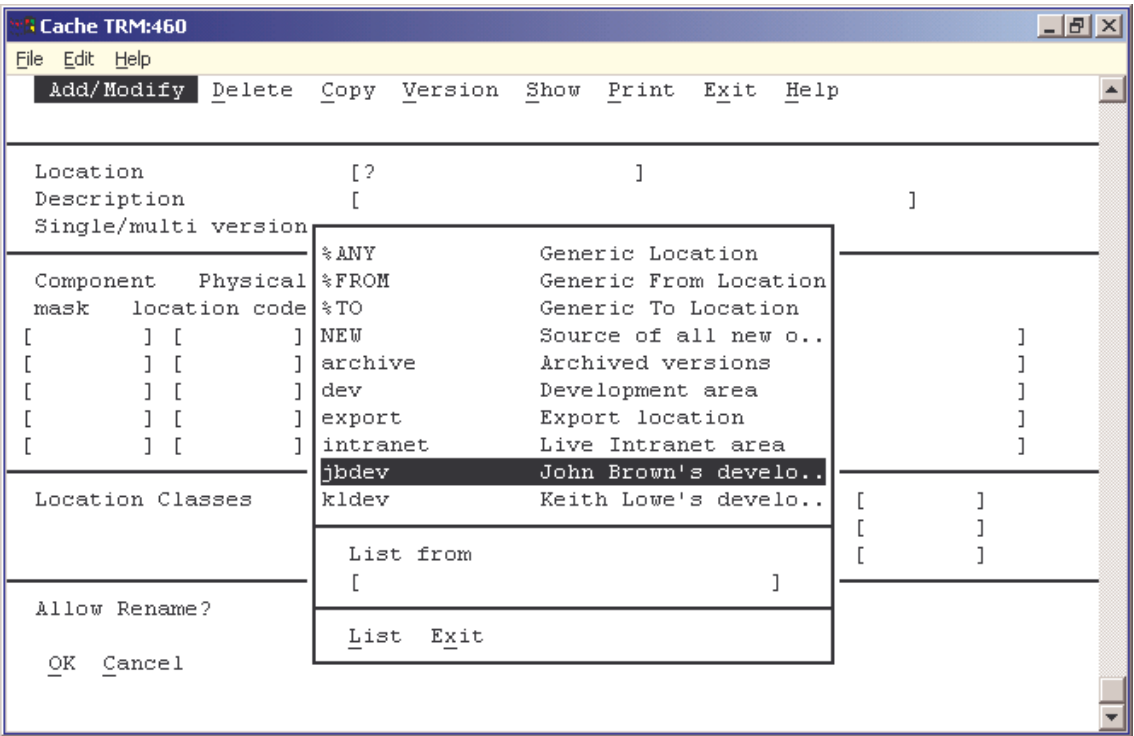 Cache TRM:460
File Edit Help
Add/Modify Delete Copy Version Show Print Exit Help
Location [? ]
Description [ ]
Single/multi version
Component Physical
mask location code
[ ] [ ] ]
[ ] [ ] ]
[ ] [ ] ]
[ ] [ ] ]
[ ] [ ] ]
%ANY Generic Location
%FROM Generic From Location
%TO Generic To Location
NEW Source of all new o..
archive Archived versions
dev Development area
export Export location
intranet Live Intranet area
jbdev John Brown's develo..
kldev Keith Lowe's develo..
Location Classes [ ]
[ ]
[ ]
List from
[ ]
List Exit
Allow Rename?
OK Cancel